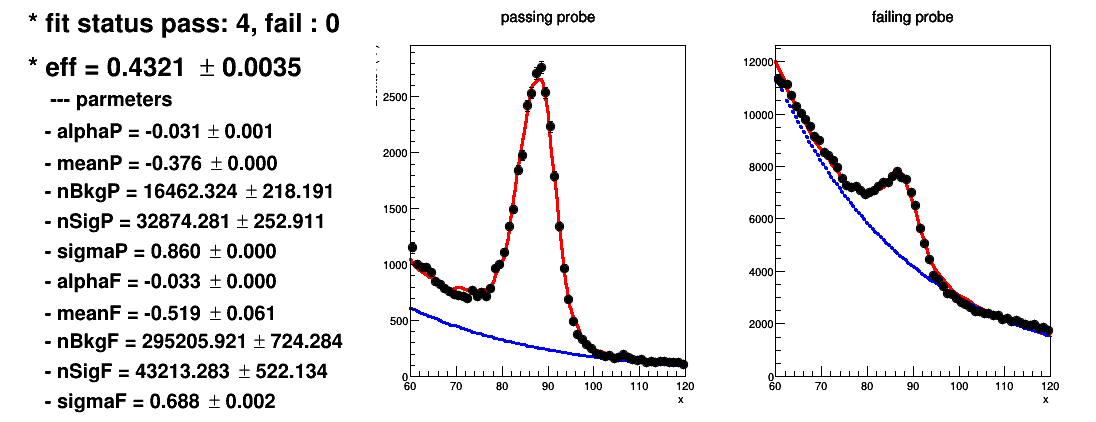 * fit status pass: 4, fail : 0
* eff = 0.4321 ± 0.0035
--- parmeters
- alphaP = -0.031 ± 0.001
- meanP = -0.376 ± 0.000
- nBkgP = 16462.324 ± 218.191
- nSigP = 32874.281 ± 252.911
- sigmaP = 0.860 ± 0.000
- alphaF = -0.033 ± 0.000
- meanF = -0.519 ± 0.061
- nBkgF = 295205.921 ± 724.284
- nSigF = 43213.283 ± 522.134
- sigmaF = 0.688 ± 0.002
passing probe
2500
2000
1500
1000
500
0
60 70 80 90 100 110 120
x
failing probe
12000
10000
8000
6000
4000
2000
0
60 70 80 90 100 110 120
x